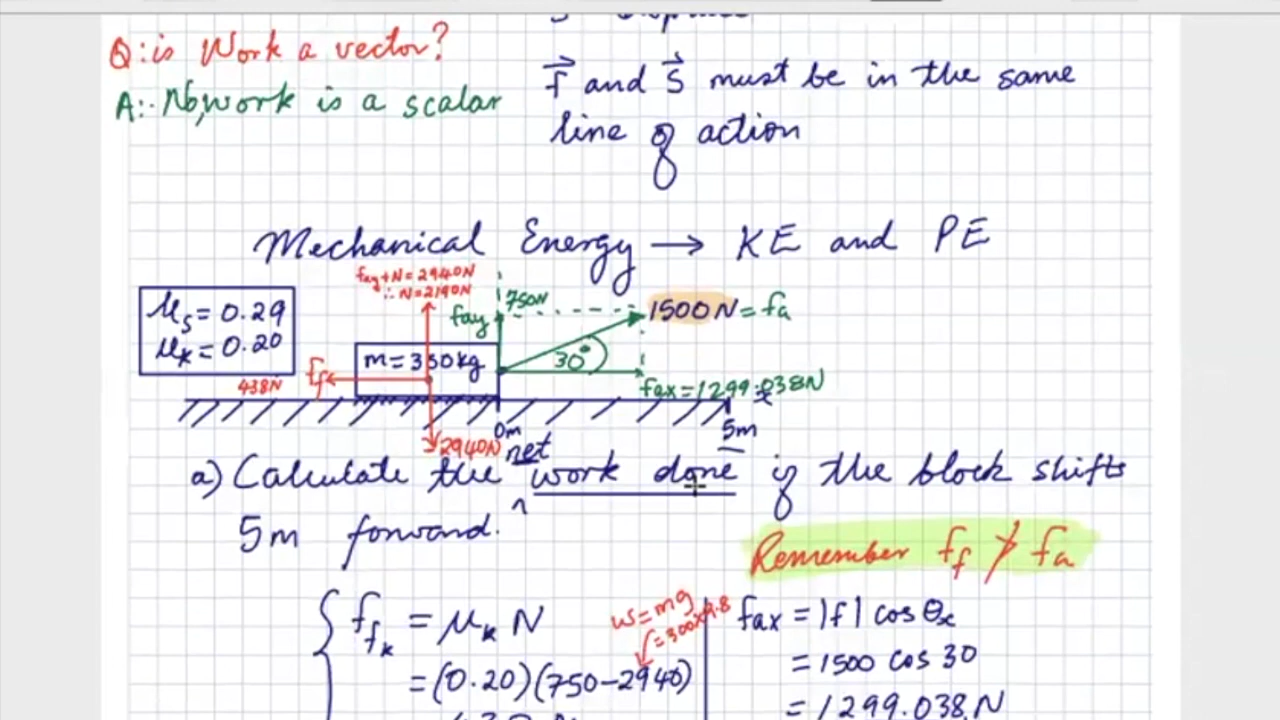 Q: is Work a vector?
A:. No, work is a scalar
F and S must be in the same
line of action
Mechanical Energy → KE and PE
fay+N=2940N
∴ N=2190N
μs = 0.29
μk = 0.20
750N
fay
1500N = fa
30°
m = 300kg
ff
438N
fax = 1299.038N
2940N
0m
5m
a) Calculate the net work done if the block shifts
5m forward.
Remember ff ≯ fa
ffk = μk N
= (0.20)(750-2940)
W = mg
= 300×9.8
fax = |f| cos θx
= 1500 cos 30
= 1299.038 N